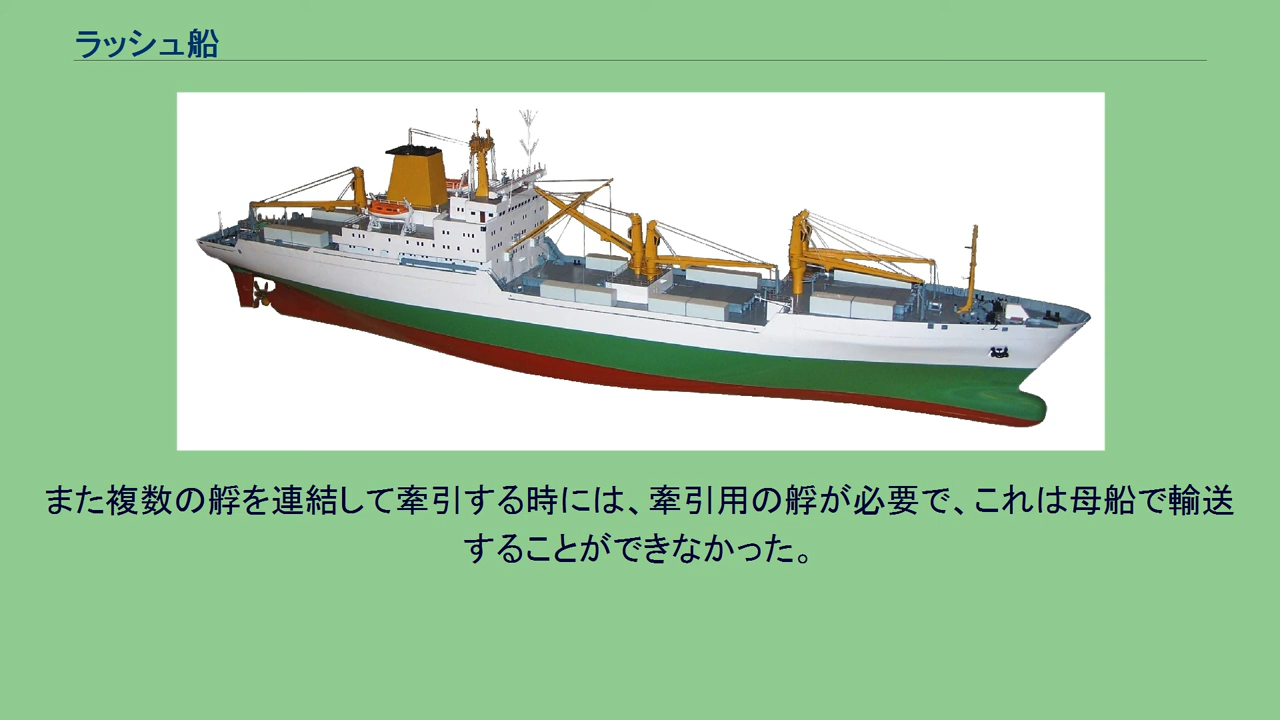 ラッシュ船
また複数の艀を連結して牽引する時には、牽引用の艀が必要で、これは母船で輸送
することができなかった。